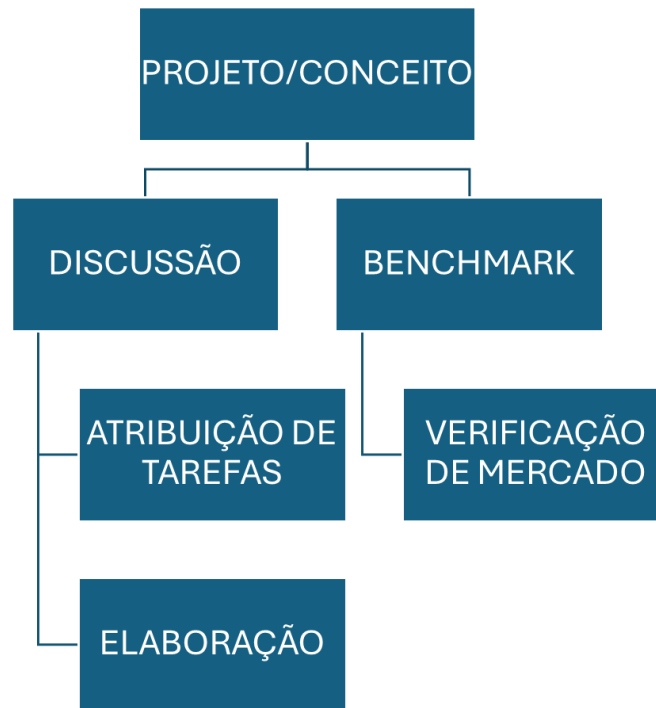 PROJETO/CONCEITO
DISCUSSÃO
BENCHMARK
ATRIBUIÇÃO DE
TAREFAS
VERIFICAÇÃO
DE MERCADO
ELABORAÇÃO